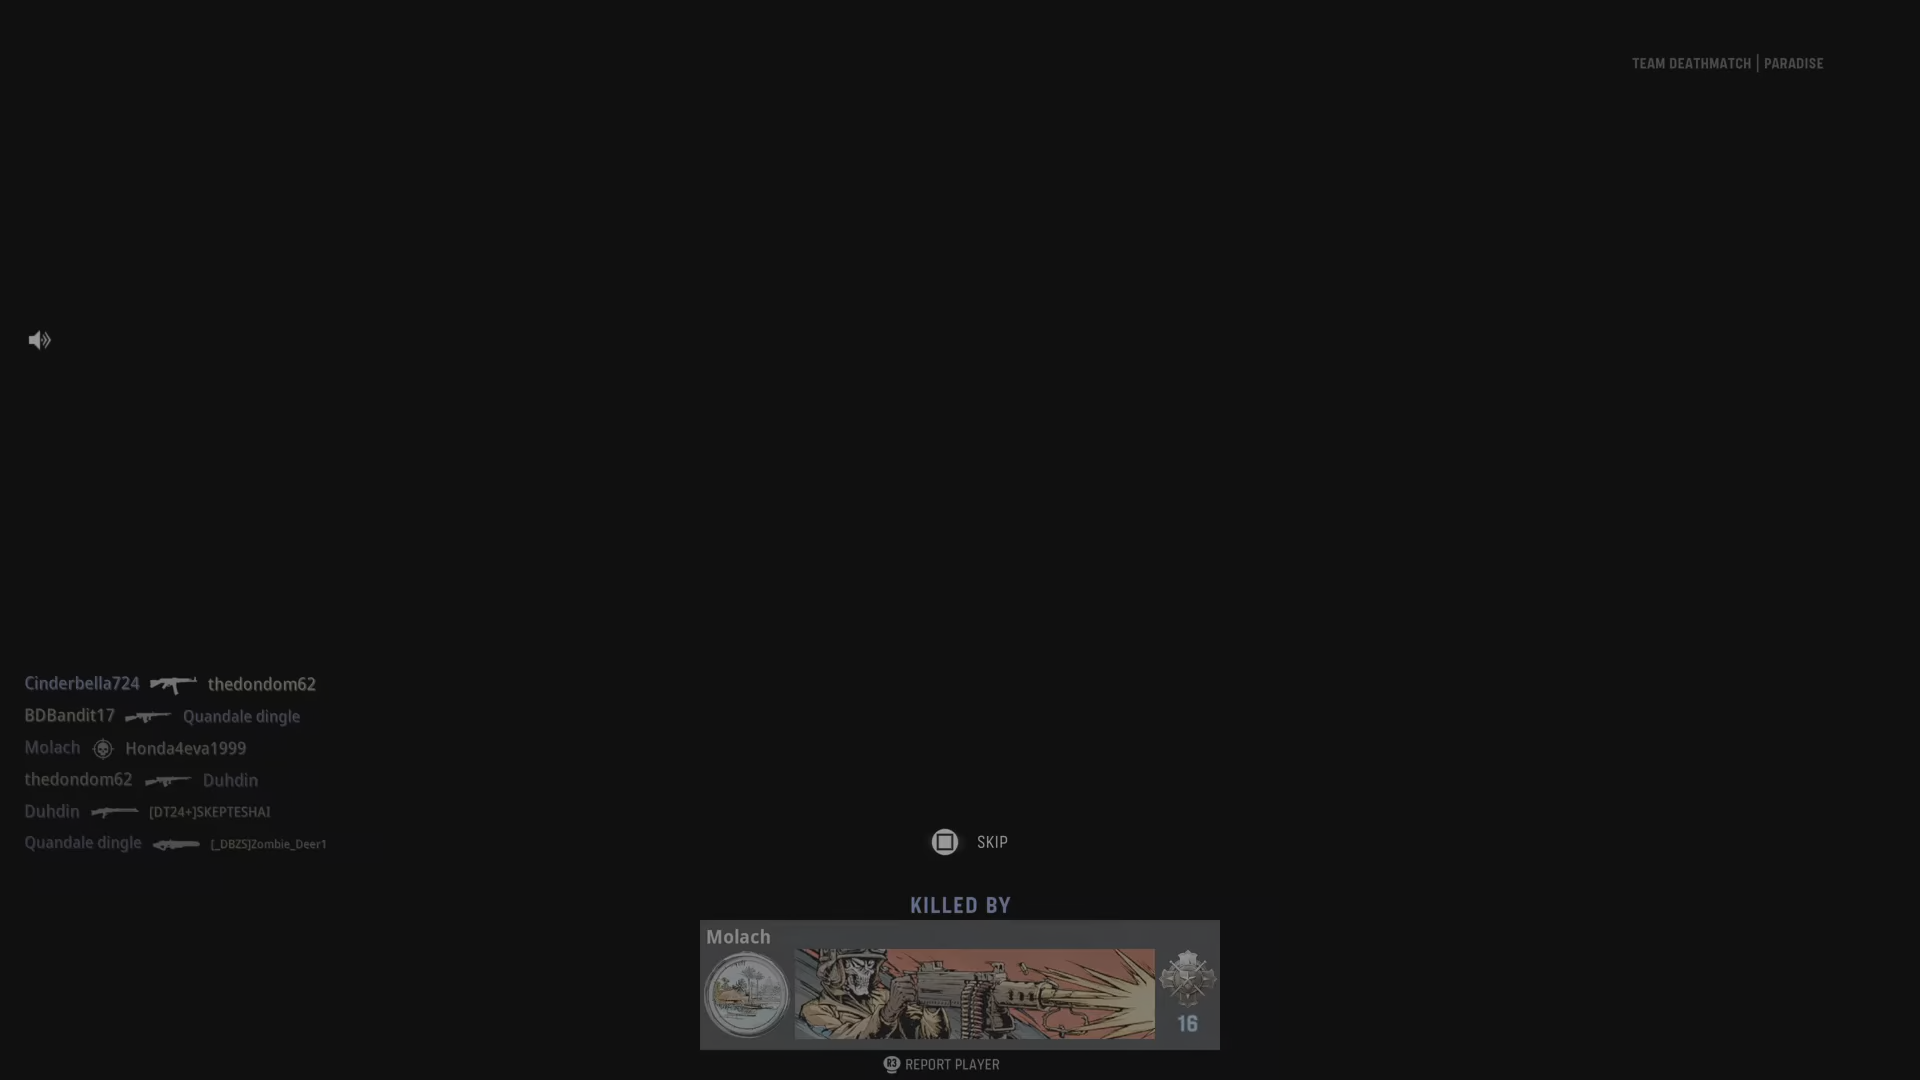 TEAM DEATHMATCH | PARADISE
Cinderbella724 thedondom62
BDBandit17 Quandale dingle
Molach Honda4eva1999
thedondom62 Duhdin
Duhdin [DT24+]SKEPTESHAI
Quandale dingle [_DBZS]Zombie_Deer1
SKIP
KILLED BY
Molach
16
R3 REPORT PLAYER